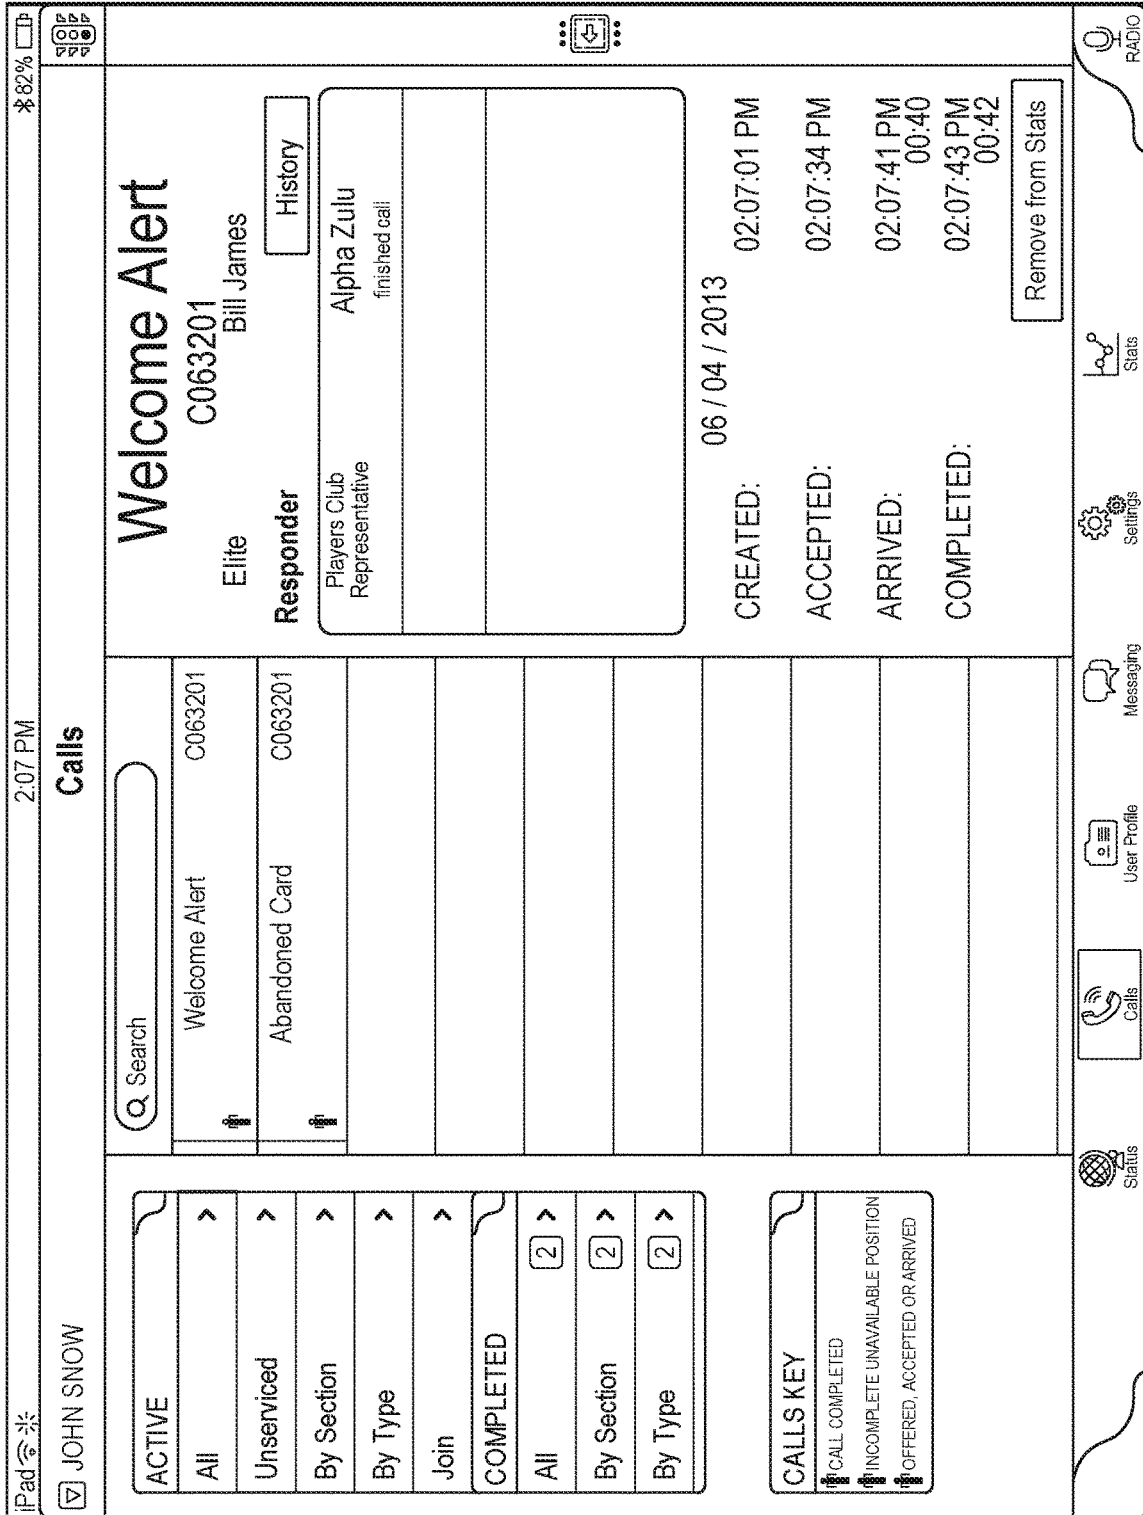 iPad 2:07 PM 82%
JOHN SNOW Calls
ACTIVE
All
Unserviced
By Section
By Type
Join
COMPLETED
All 2
By Section 2
By Type 2
CALLS KEY
CALL COMPLETED
INCOMPLETE UNAVAILABLE POSITION
OFFERED, ACCEPTED OR ARRIVED
Search
Welcome Alert C063201
Abandoned Card C063201
Welcome Alert
C063201
Elite Bill James
Responder History
Players Club
Representative
Alpha Zulu
finished call
06 / 04 / 2013
CREATED: 02:07:01 PM
ACCEPTED: 02:07:34 PM
ARRIVED: 02:07:41 PM
00:40
COMPLETED: 02:07:43 PM
00:42
Remove from Stats
Status Calls User Profile Messaging Settings Stats RADIO